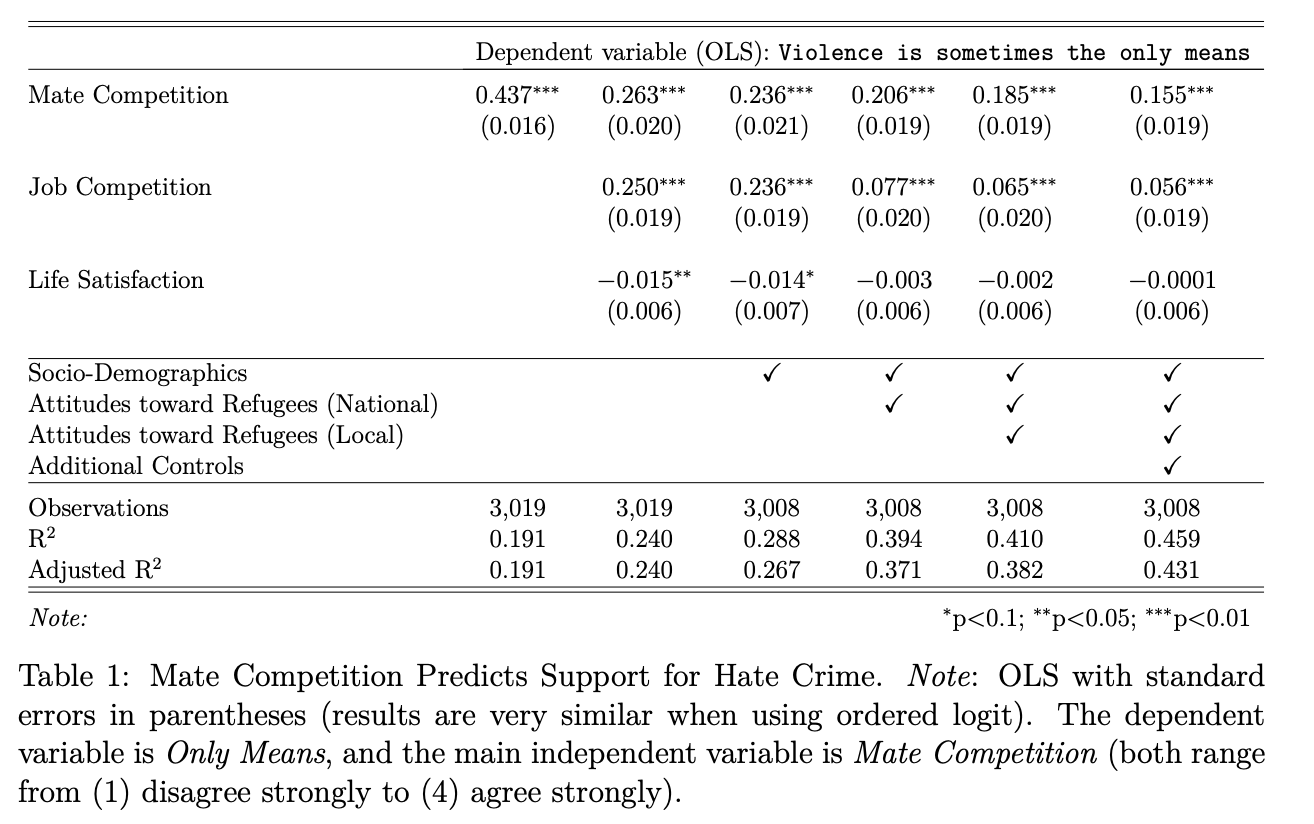 Dependent variable (OLS): Violence is sometimes the only means
Mate Competition 0.437*** 0.263*** 0.236*** 0.206*** 0.185*** 0.155***
(0.016) (0.020) (0.021) (0.019) (0.019) (0.019)
Job Competition 0.250*** 0.236*** 0.077*** 0.065*** 0.056***
(0.019) (0.019) (0.020) (0.020) (0.019)
Life Satisfaction −0.015** −0.014* −0.003 −0.002 −0.0001
(0.006) (0.007) (0.006) (0.006) (0.006)
Socio-Demographics ✓ ✓ ✓ ✓
Attitudes toward Refugees (National) ✓ ✓ ✓
Attitudes toward Refugees (Local) ✓ ✓
Additional Controls ✓
Observations 3,019 3,019 3,008 3,008 3,008 3,008
R² 0.191 0.240 0.288 0.394 0.410 0.459
Adjusted R² 0.191 0.240 0.267 0.371 0.382 0.431
Note: *p<0.1; **p<0.05; ***p<0.01
Table 1: Mate Competition Predicts Support for Hate Crime. Note: OLS with standard
errors in parentheses (results are very similar when using ordered logit). The dependent
variable is Only Means, and the main independent variable is Mate Competition (both range
from (1) disagree strongly to (4) agree strongly).